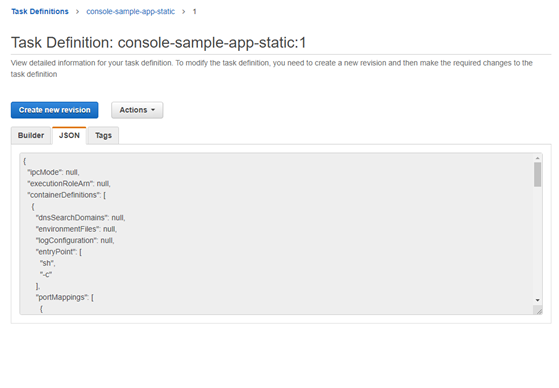 Task Definitions > console-sample-app-static > 1
Task Definition: console-sample-app-static:1
View detailed information for your task definition. To modify the task definition, you need to create a new revision and then make the required changes to the
task definition
Create new revision Actions
Builder JSON Tags
{
"ipcMode": null,
"executionRoleArn": null,
"containerDefinitions": [
{
"dnsSearchDomains": null,
"environmentFiles": null,
"logConfiguration": null,
"entryPoint": [
"sh",
"-c"
],
"portMappings": [
{